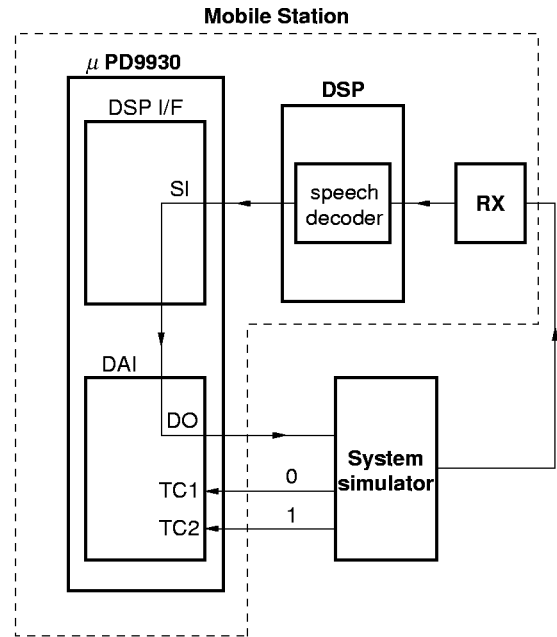 Mobile Station
μ PD9930
DSP I/F
DSP
SI
speech
decoder
RX
DAI
DO
System
simulator
TC1
0
TC2
1